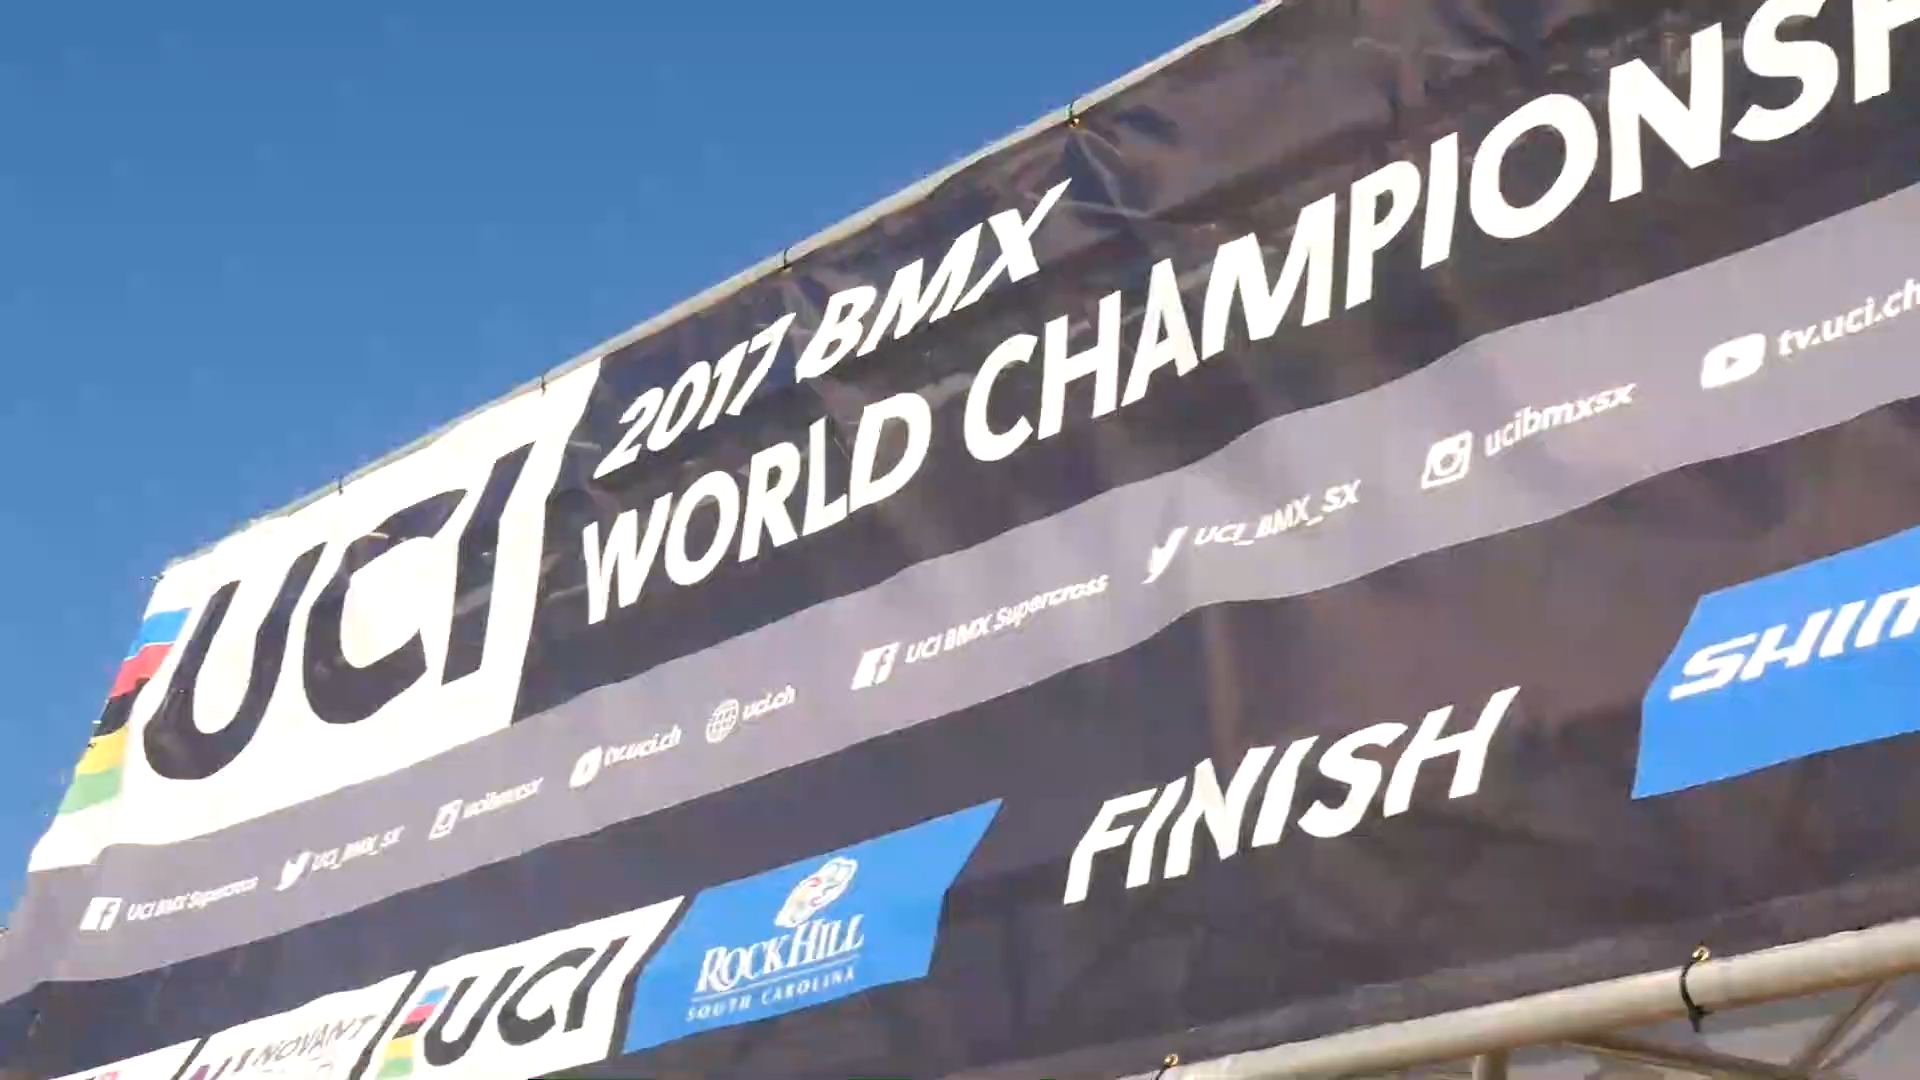 2017 BMX
UCI
WORLD CHAMPIONSH
UCI BMX Supercross UCI_BMX_SX ucibmxsx tv.uci.ch uci.ch UCI BMX Supercross UCI_BMX_SX ucibmxsx tv.uci.ch
FINISH
SHIM
ROCK HILL
SOUTH CAROLINA
UCI
NOVANT